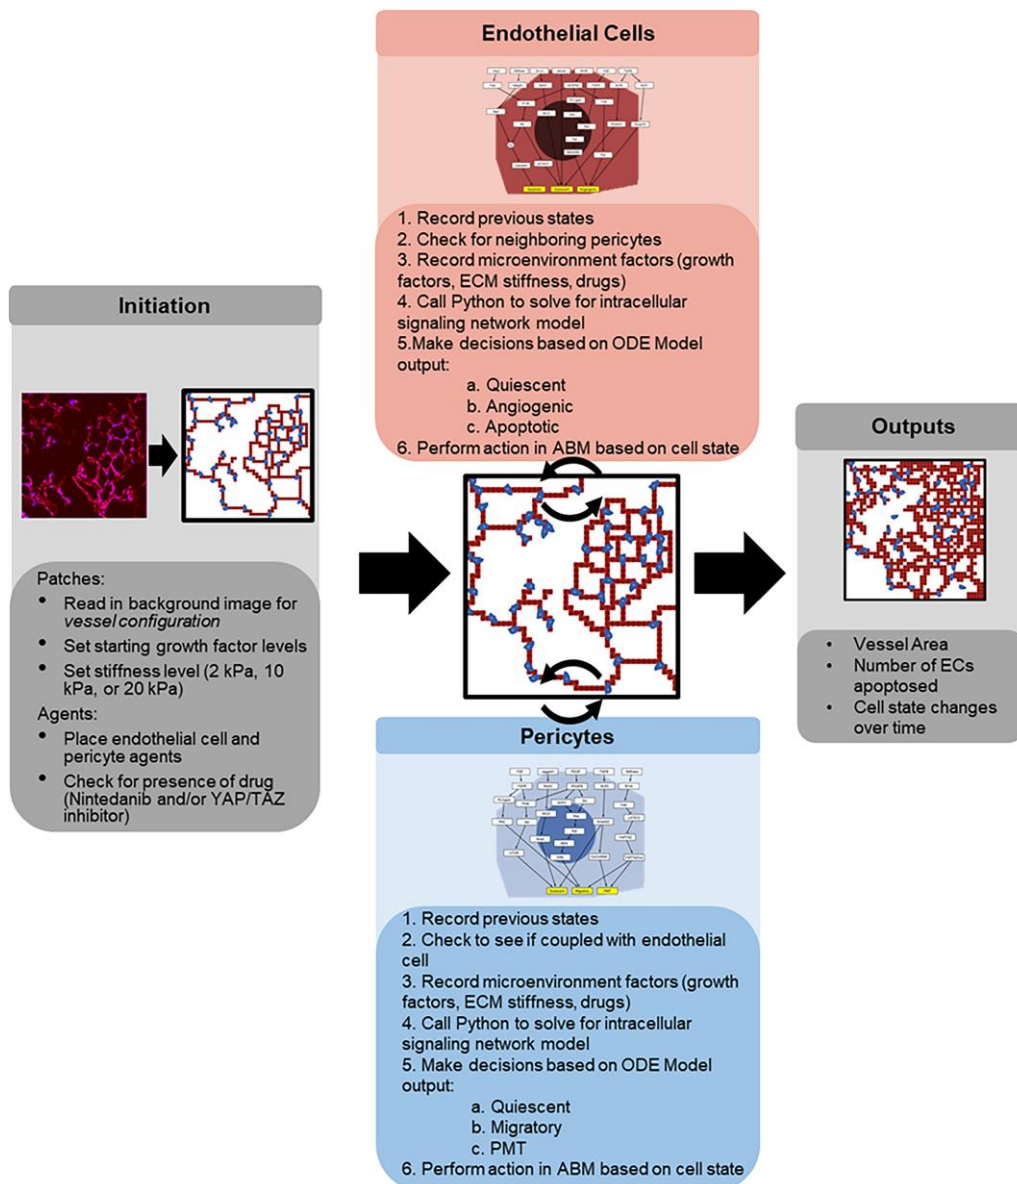 Endothelial Cells
1. Record previous states
2. Check for neighboring pericytes
3. Record microenvironment factors (growth
factors, ECM stiffness, drugs)
4. Call Python to solve for intracellular
signaling network model
5.Make decisions based on ODE Model
output:
a. Quiescent
b. Angiogenic
c. Apoptotic
6. Perform action in ABM based on cell state
Initiation
Patches:
• Read in background image for
vessel configuration
• Set starting growth factor levels
• Set stiffness level (2 kPa, 10
kPa, or 20 kPa)
Agents:
• Place endothelial cell and
pericyte agents
• Check for presence of drug
(Nintedanib and/or YAP/TAZ
inhibitor)
Outputs
• Vessel Area
• Number of ECs
apoptosed
• Cell state changes
over time
Pericytes
1. Record previous states
2. Check to see if coupled with endothelial
cell
3. Record microenvironment factors (growth
factors, ECM stiffness, drugs)
4. Call Python to solve for intracellular
signaling network model
5. Make decisions based on ODE Model
output:
a. Quiescent
b. Migratory
c. PMT
6. Perform action in ABM based on cell state